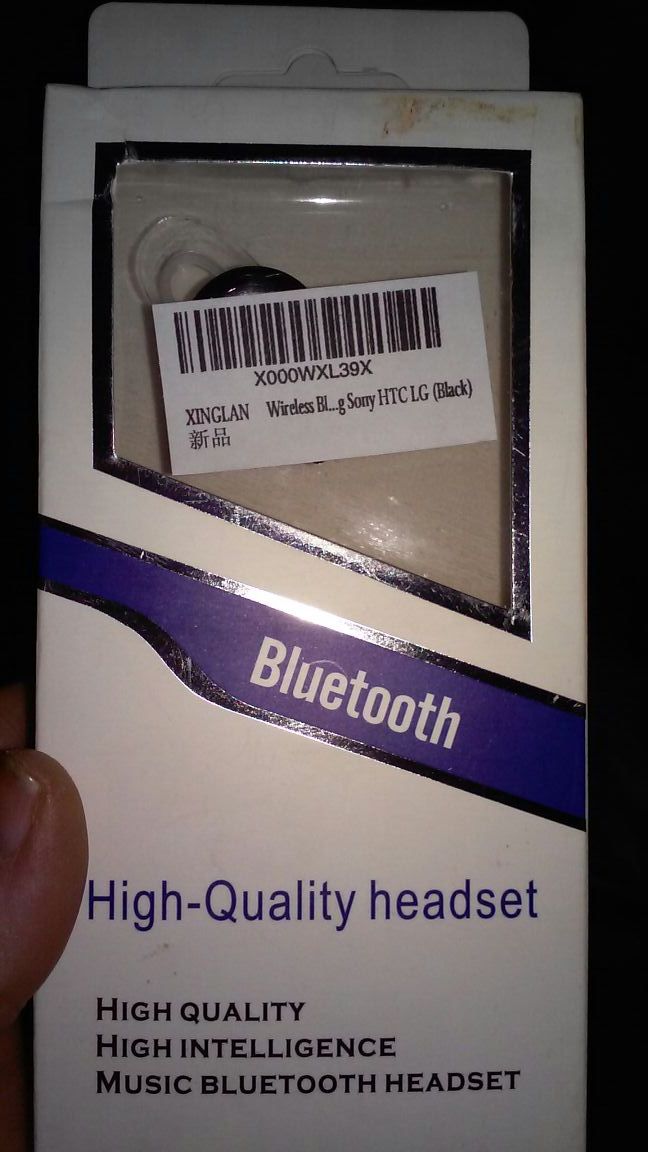 X000WXL39X
XINGLAN Wireless Bl...g Sony HTC LG (Black)
新品
Bluetooth
High-Quality headset
HIGH QUALITY
HIGH INTELLIGENCE
MUSIC BLUETOOTH HEADSET